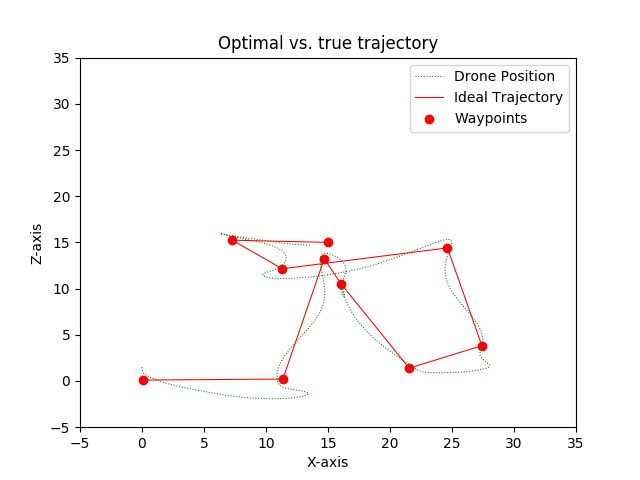 Optimal vs. true trajectory
Drone Position
Ideal Trajectory
Waypoints
35
30
25
20
15
10
5
0
−5
Z-axis
−5 0 5 10 15 20 25 30 35
X-axis